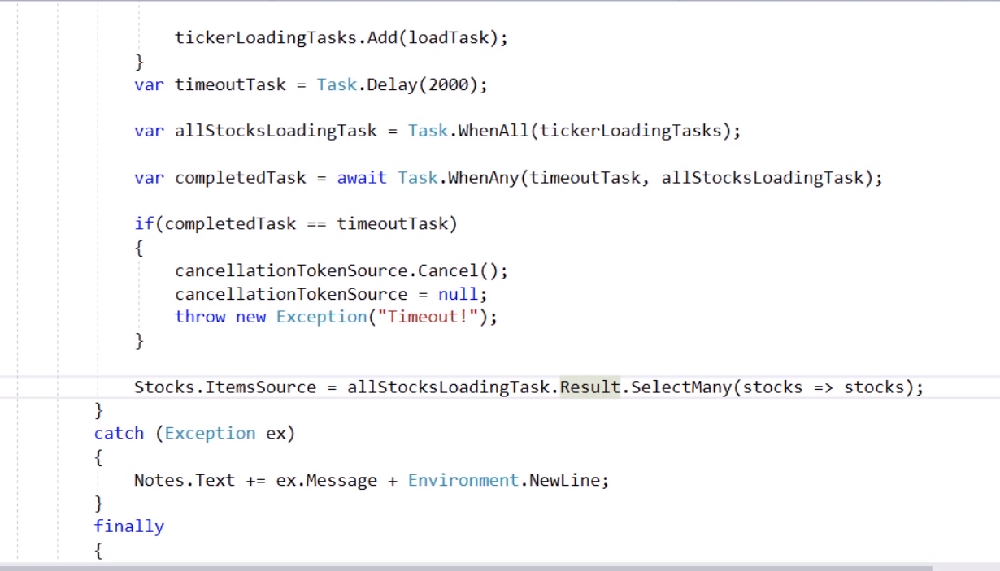 tickerLoadingTasks.Add(loadTask);
}
var timeoutTask = Task.Delay(2000);
var allStocksLoadingTask = Task.WhenAll(tickerLoadingTasks);
var completedTask = await Task.WhenAny(timeoutTask, allStocksLoadingTask);
if(completedTask == timeoutTask)
{
cancellationTokenSource.Cancel();
cancellationTokenSource = null;
throw new Exception("Timeout!");
}
Stocks.ItemsSource = allStocksLoadingTask.Result.SelectMany(stocks => stocks);
}
catch (Exception ex)
{
Notes.Text += ex.Message + Environment.NewLine;
}
finally
{